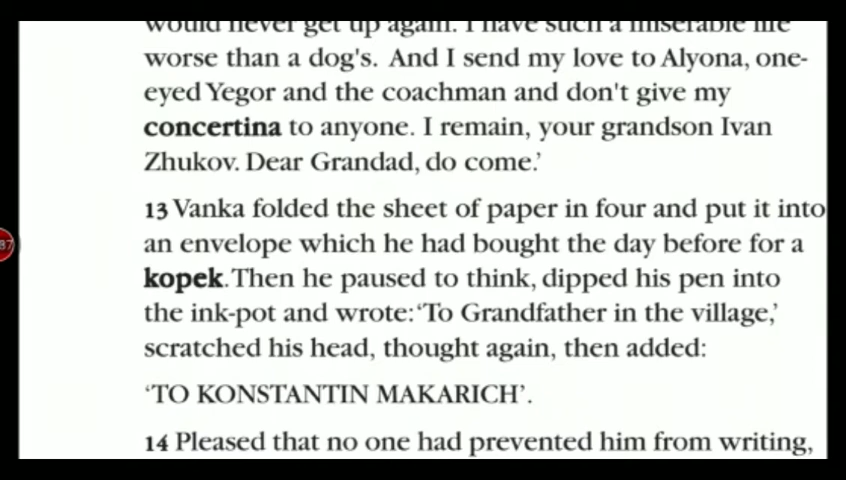 would never get up again. I have such a miserable life
worse than a dog's. And I send my love to Alyona, one-
eyed Yegor and the coachman and don't give my
concertina to anyone. I remain, your grandson Ivan
Zhukov. Dear Grandad, do come.'
13 Vanka folded the sheet of paper in four and put it into
an envelope which he had bought the day before for a
kopek. Then he paused to think, dipped his pen into
the ink-pot and wrote: 'To Grandfather in the village,'
scratched his head, thought again, then added:
'TO KONSTANTIN MAKARICH'.
14 Pleased that no one had prevented him from writing,
37